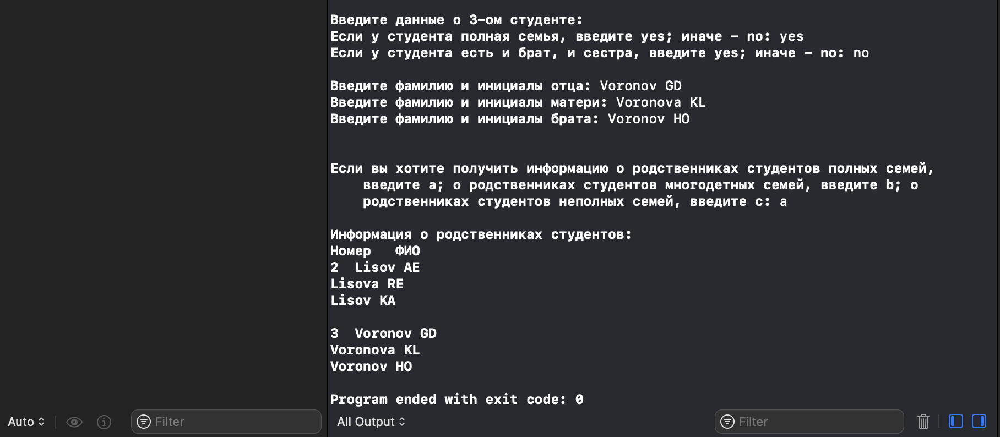 Введите данные о 3-ом студенте:
Если у студента полная семья, введите yes; иначе - no: yes
Если у студента есть и брат, и сестра, введите yes; иначе - no: no
Введите фамилию и инициалы отца: Voronov GD
Введите фамилию и инициалы матери: Voronova KL
Введите фамилию и инициалы брата: Voronov HO
Если вы хотите получить информацию о родственниках студентов полных семей,
введите a; о родственниках студентов многодетных семей, введите b; о
родственниках студентов неполных семей, введите c: a
Информация о родственниках студентов:
Номер ФИО
2 Lisov AE
Lisova RE
Lisov KA
3 Voronov GD
Voronova KL
Voronov HO
Program ended with exit code: 0
Auto Filter All Output Filter